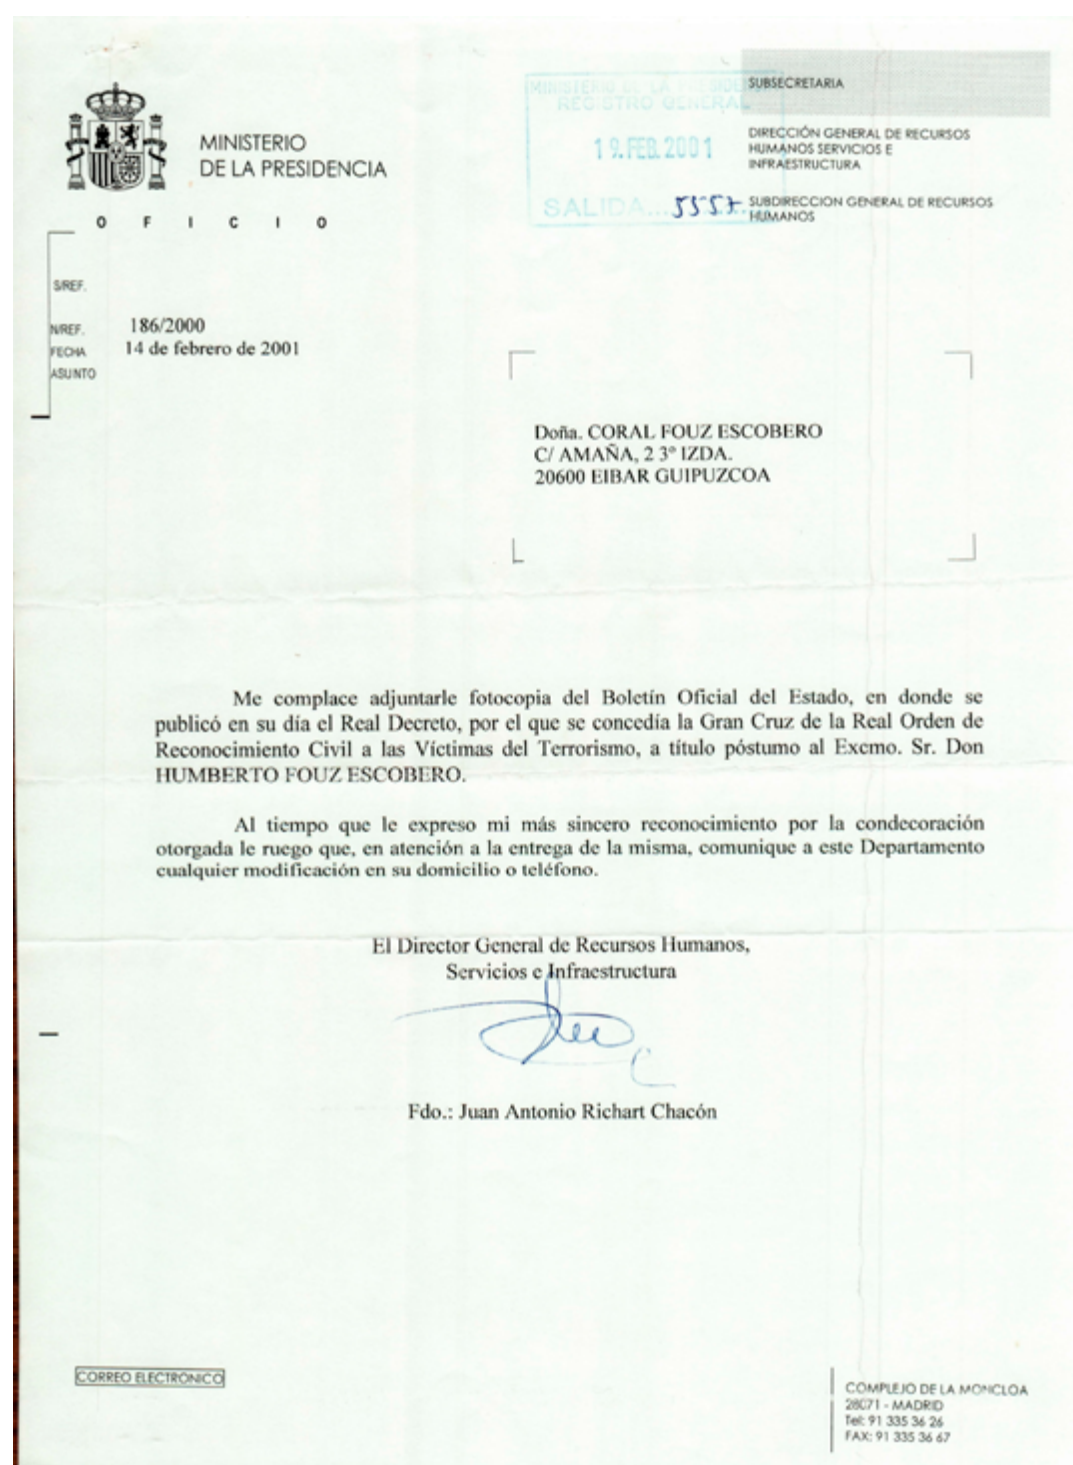 MINISTERIO
DE LA PRESIDENCIA
O F I C I O
MINISTERIO DE LA PRESIDENCIA
REGISTRO GENERAL
19. FEB. 2001
SALIDA... 5557
SUBSECRETARIA
DIRECCIÓN GENERAL DE RECURSOS
HUMANOS SERVICIOS E
INFRAESTRUCTURA
SUBDIRECCION GENERAL DE RECURSOS
HUMANOS
S/REF.
N/REF. 186/2000
FECHA 14 de febrero de 2001
ASUNTO
Doña. CORAL FOUZ ESCOBERO
C/ AMAÑA, 2 3º IZDA.
20600 EIBAR GUIPUZCOA
Me complace adjuntarle fotocopia del Boletín Oficial del Estado, en donde se
publicó en su día el Real Decreto, por el que se concedía la Gran Cruz de la Real Orden de
Reconocimiento Civil a las Víctimas del Terrorismo, a título póstumo al Excmo. Sr. Don
HUMBERTO FOUZ ESCOBERO.
Al tiempo que le expreso mi más sincero reconocimiento por la condecoración
otorgada le ruego que, en atención a la entrega de la misma, comunique a este Departamento
cualquier modificación en su domicilio o teléfono.
El Director General de Recursos Humanos,
Servicios e Infraestructura
Fdo.: Juan Antonio Richart Chacón
CORREO ELECTRONICO
COMPLEJO DE LA MONCLOA
28071 - MADRID
Tel: 91 335 36 26
FAX: 91 335 36 67